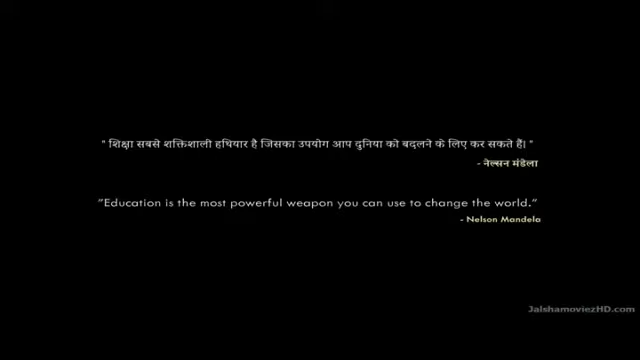 " शिक्षा सबसे शक्तिशाली हथियार है जिसका उपयोग आप दुनिया को बदलने के लिए कर सकते हैं। "
- नेल्सन मंडेला
“Education is the most powerful weapon you can use to change the world.”
- Nelson Mandela
JalshamoviezHD.com